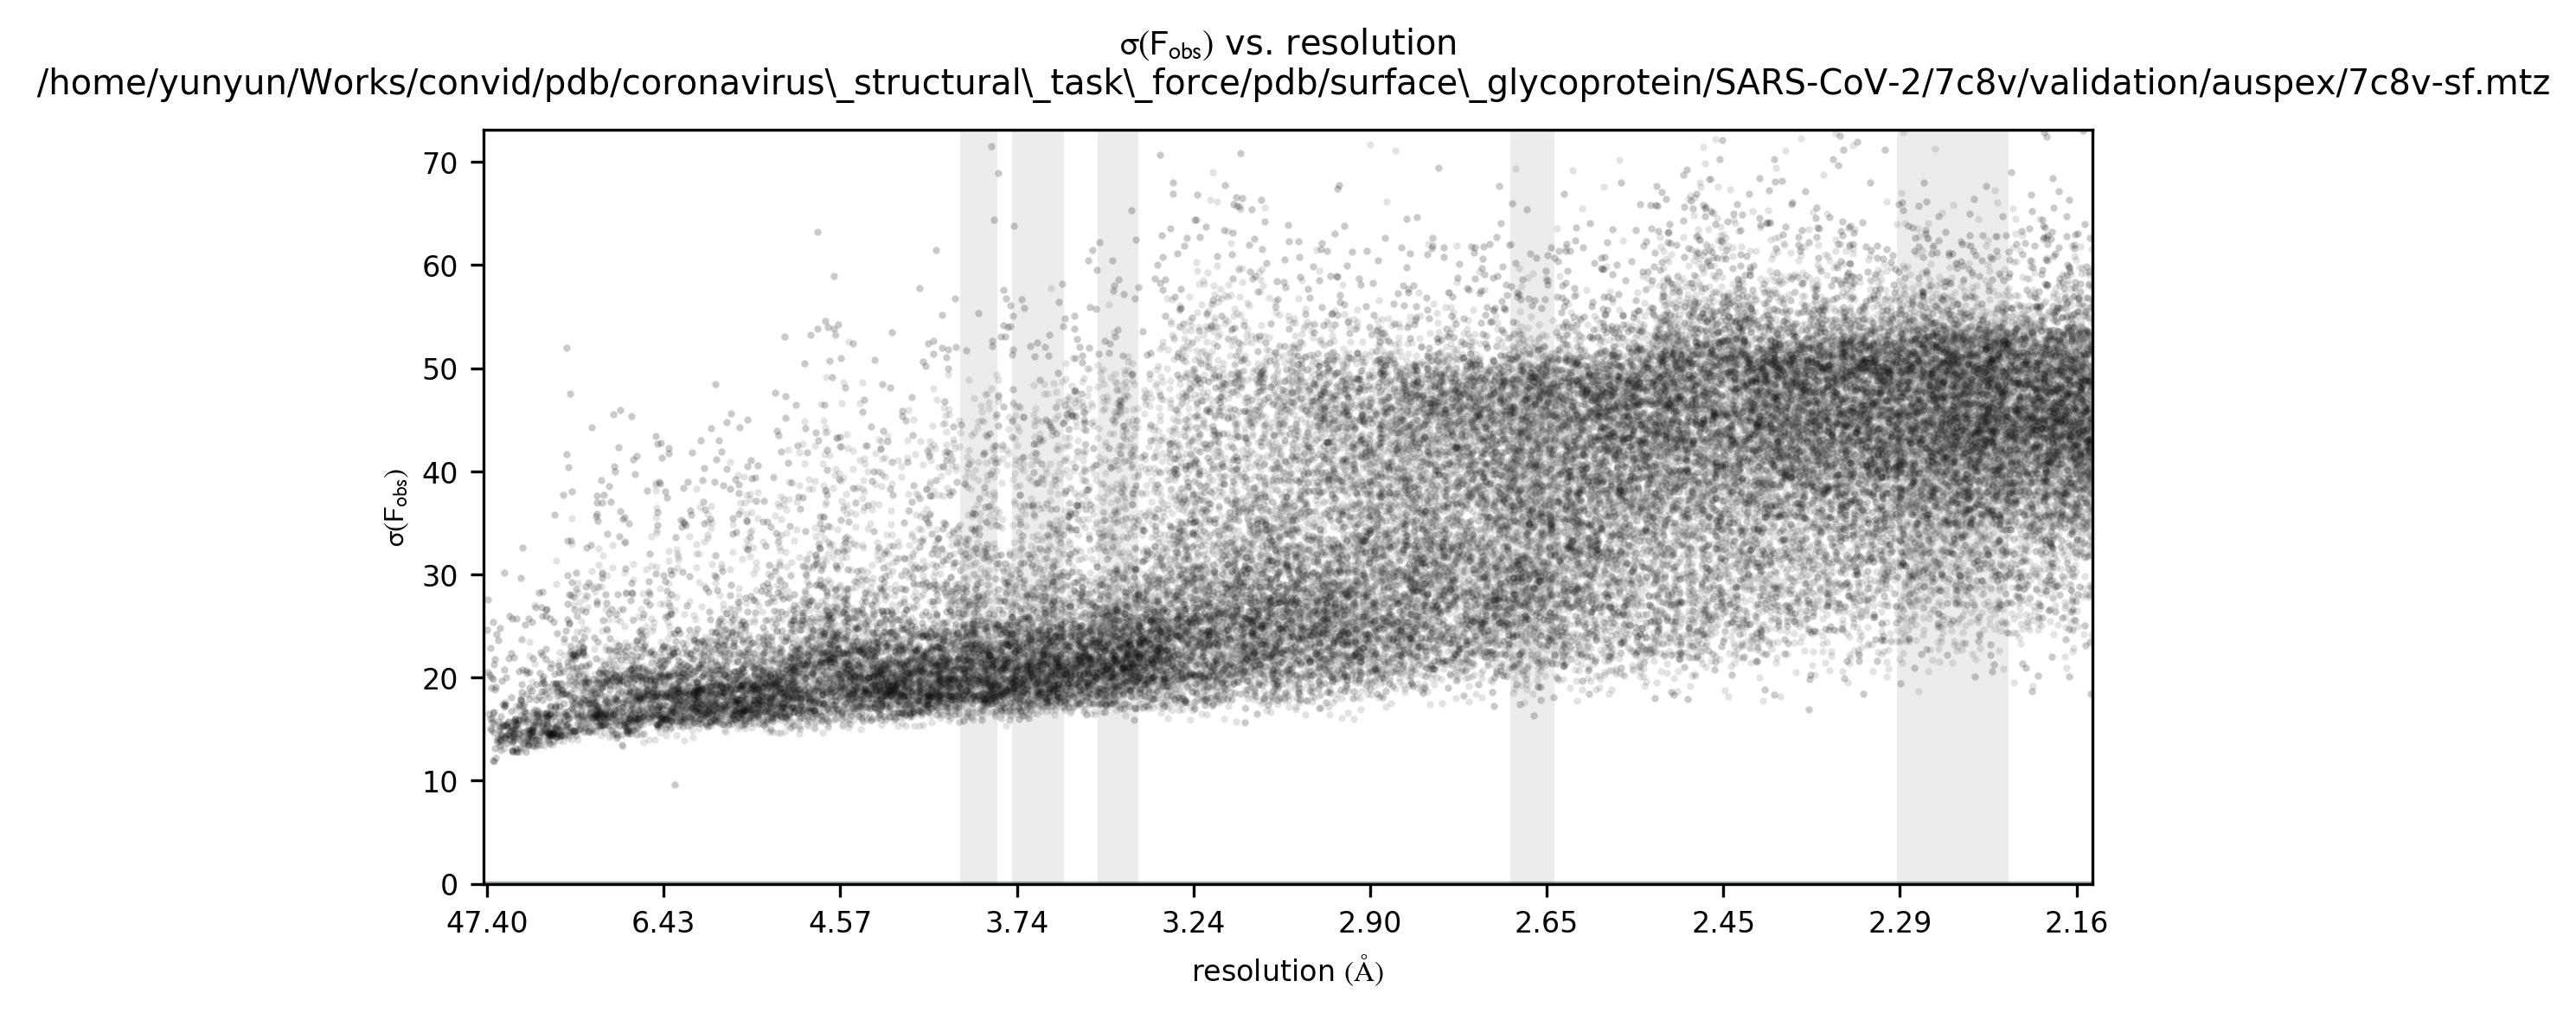 σ(Fobs) vs. resolution
/home/yunyun/Works/convid/pdb/coronavirus\_structural\_task\_force/pdb/surface\_glycoprotein/SARS-CoV-2/7c8v/validation/auspex/7c8v-sf.mtz
70
60
50
40
30
20
10
0
σ(Fobs)
47.40 6.43 4.57 3.74 3.24 2.90 2.65 2.45 2.29 2.16
resolution (Å)